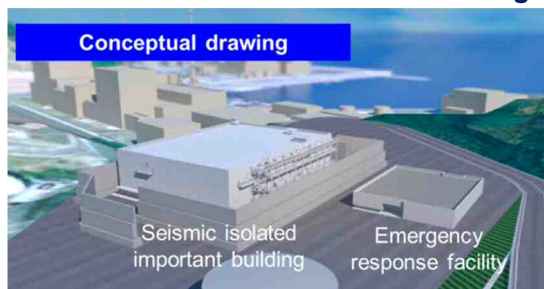 Conceptual drawing
Seismic isolated
important building
Emergency
response facility